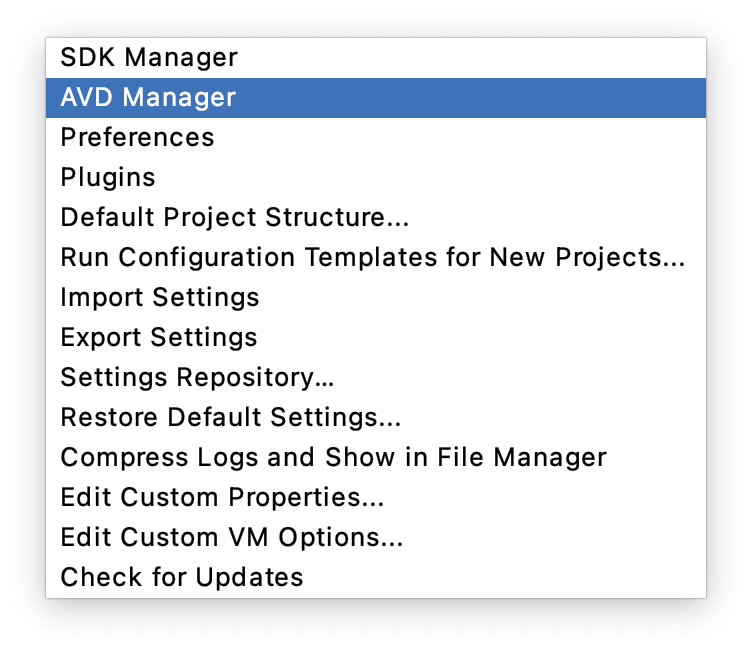 SDK Manager
AVD Manager
Preferences
Plugins
Default Project Structure...
Run Configuration Templates for New Projects...
Import Settings
Export Settings
Settings Repository…
Restore Default Settings...
Compress Logs and Show in File Manager
Edit Custom Properties...
Edit Custom VM Options...
Check for Updates